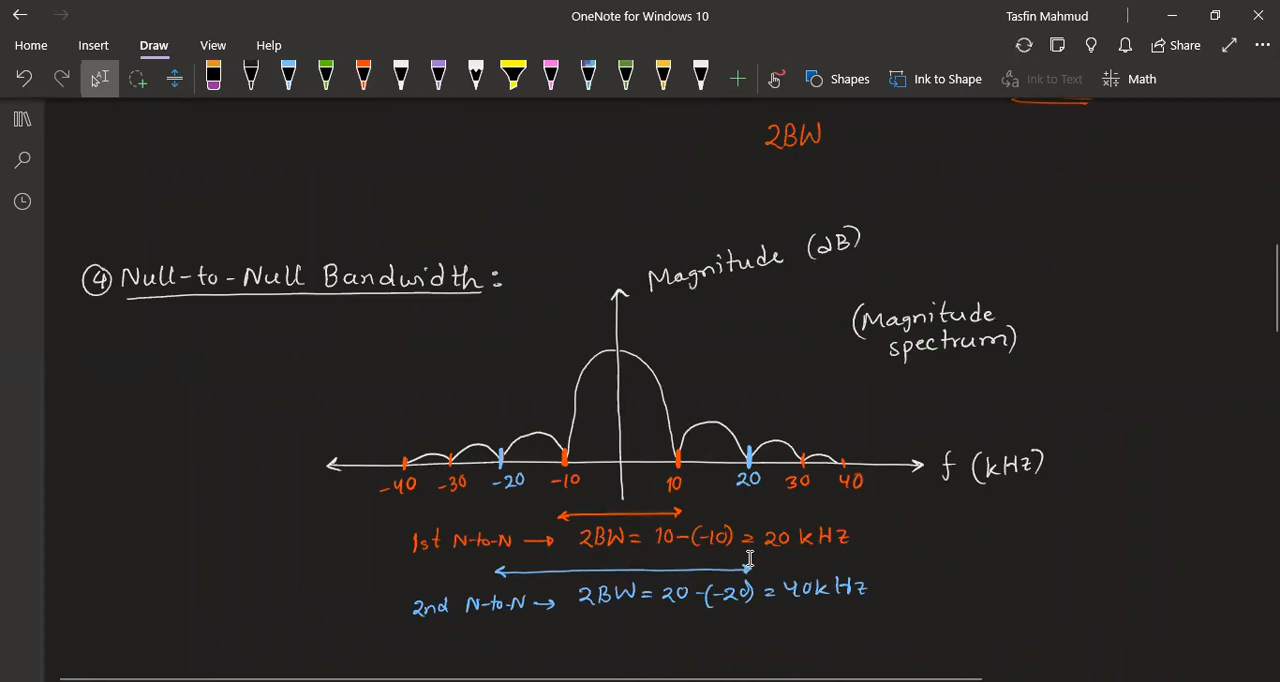 OneNote for Windows 10
Tasfin Mahmud
Home Insert Draw View Help
Share
Shapes Ink to Shape Ink to Text Math
2BW
④ Null-to-Null Bandwidth:
Magnitude (dB)
(Magnitude
spectrum)
f (kHz)
-40 -30 -20 -10 10 20 30 40
1st N-to-N → 2BW = 10-(-10) = 20 kHz
2nd N-to-N → 2BW = 20-(-20) = 40kHz